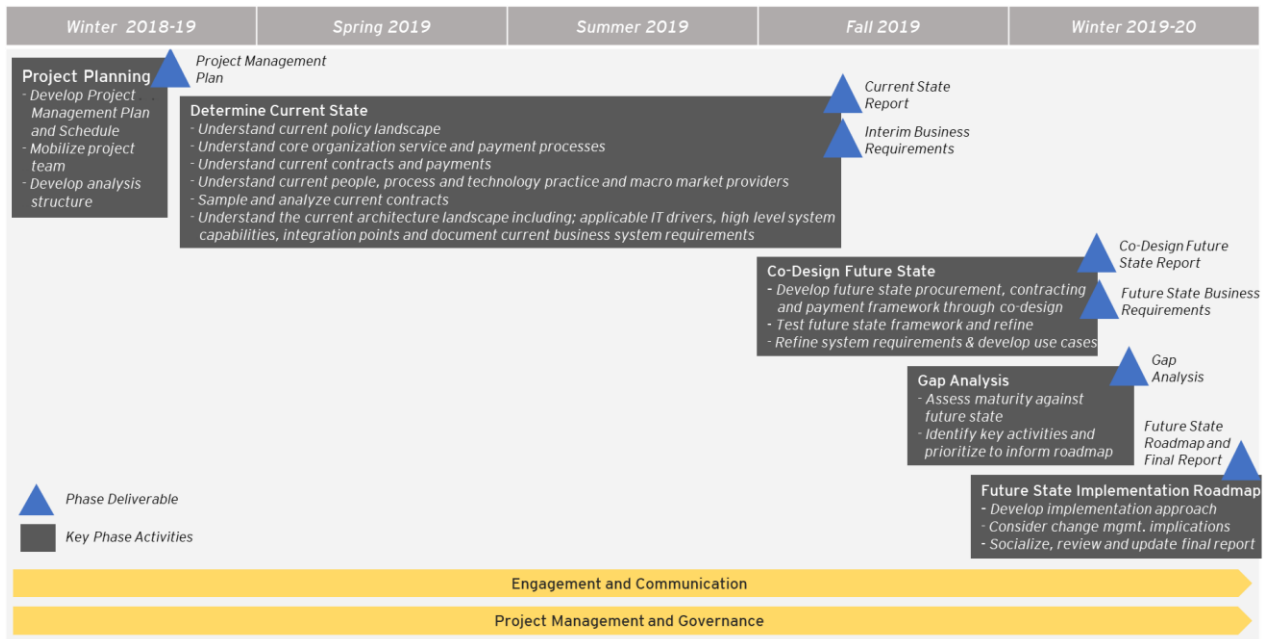 Winter 2018-19
Spring 2019
Summer 2019
Fall 2019
Winter 2019-20
Project Planning
- Develop Project
Management Plan
and Schedule
- Mobilize project
team
- Develop analysis
structure
Project Management
Plan
Determine Current State
- Understand current policy landscape
- Understand core organization service and payment processes
- Understand current contracts and payments
- Understand current people, process and technology practice and macro market providers
- Sample and analyze current contracts
- Understand the current architecture landscape including; applicable IT drivers, high level system
capabilities, integration points and document current business system requirements
Current State
Report
Interim Business
Requirements
Co-Design Future State
- Develop future state procurement, contracting
and payment framework through co-design
- Test future state framework and refine
- Refine system requirements & develop use cases
Co-Design Future
State Report
Future State Business
Requirements
Gap Analysis
- Assess maturity against
future state
- Identify key activities and
prioritize to inform roadmap
Gap
Analysis
Future State
Roadmap and
Final Report
Future State Implementation Roadmap
- Develop implementation approach
- Consider change mgmt. implications
- Socialize, review and update final report
Phase Deliverable
Key Phase Activities
Engagement and Communication
Project Management and Governance